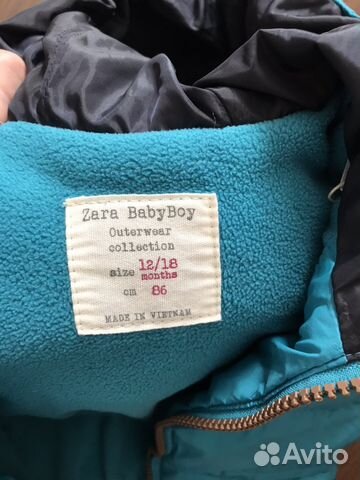 Zara BabyBoy
Outerwear
collection
size 12/18
months
cm 86
MADE IN VIETNAM
Avito